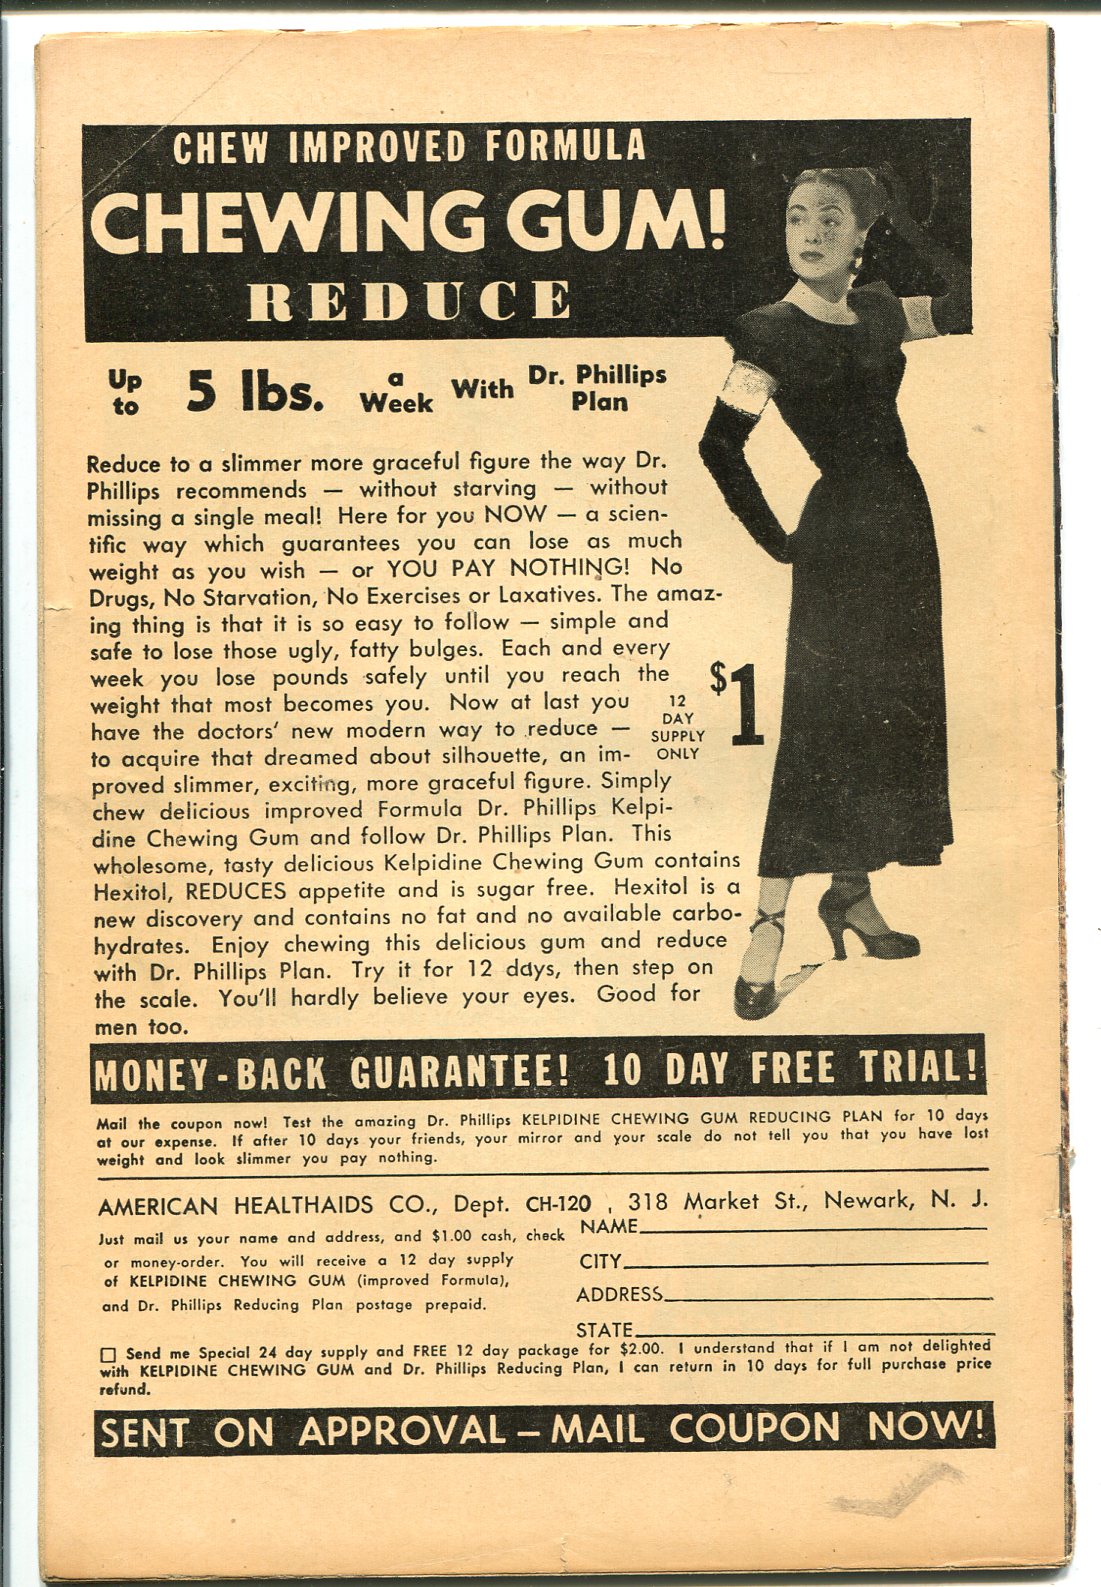 CHEW IMPROVED FORMULA
CHEWING GUM!
REDUCE
Up to 5 lbs. a Week With Dr. Phillips Plan
Reduce to a slimmer more graceful figure the way Dr.
Phillips recommends — without starving — without
missing a single meal! Here for you NOW — a scien-
tific way which guarantees you can lose as much
weight as you wish — or YOU PAY NOTHING! No
Drugs, No Starvation, No Exercises or Laxatives. The amaz-
ing thing is that it is so easy to follow — simple and
safe to lose those ugly, fatty bulges. Each and every
week you lose pounds safely until you reach the
weight that most becomes you. Now at last you
have the doctors' new modern way to reduce —
to acquire that dreamed about silhouette, an im-
proved slimmer, exciting, more graceful figure. Simply
chew delicious improved Formula Dr. Phillips Kelpi-
dine Chewing Gum and follow Dr. Phillips Plan. This
wholesome, tasty delicious Kelpidine Chewing Gum contains
Hexitol, REDUCES appetite and is sugar free. Hexitol is a
new discovery and contains no fat and no available carbo-
hydrates. Enjoy chewing this delicious gum and reduce
with Dr. Phillips Plan. Try it for 12 days, then step on
the scale. You'll hardly believe your eyes. Good for
men too.
12
DAY
SUPPLY
ONLY
$1
MONEY-BACK GUARANTEE! 10 DAY FREE TRIAL!
Mail the coupon now! Test the amazing Dr. Phillips KELPIDINE CHEWING GUM REDUCING PLAN for 10 days
at our expense. If after 10 days your friends, your mirror and your scale do not tell you that you have lost
weight and look slimmer you pay nothing.
AMERICAN HEALTHAIDS CO., Dept. CH-120 , 318 Market St., Newark, N. J.
Just mail us your name and address, and $1.00 cash, check
or money-order. You will receive a 12 day supply
of KELPIDINE CHEWING GUM (improved Formula),
and Dr. Phillips Reducing Plan postage prepaid.
NAME
CITY
ADDRESS
STATE
Send me Special 24 day supply and FREE 12 day package for $2.00. I understand that if I am not delighted
with KELPIDINE CHEWING GUM and Dr. Phillips Reducing Plan, I can return in 10 days for full purchase price
refund.
SENT ON APPROVAL — MAIL COUPON NOW!